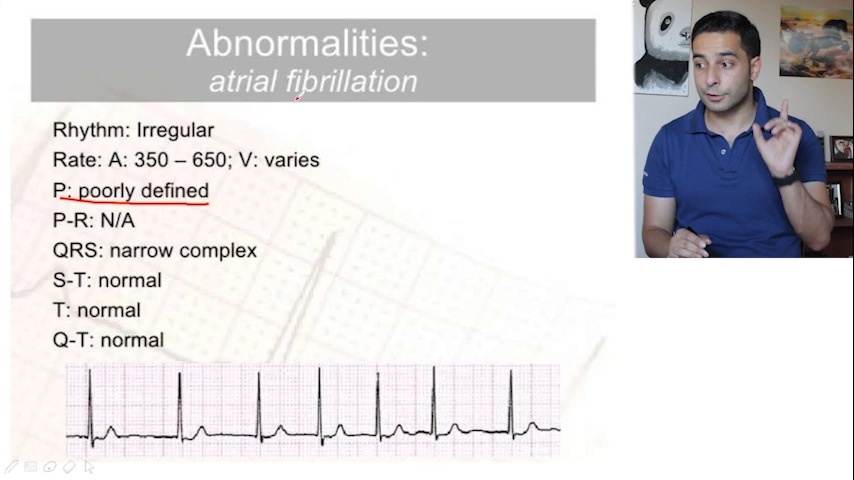 Abnormalities:
atrial fibrillation
Rhythm: Irregular
Rate: A: 350 – 650; V: varies
P: poorly defined
P-R: N/A
QRS: narrow complex
S-T: normal
T: normal
Q-T: normal